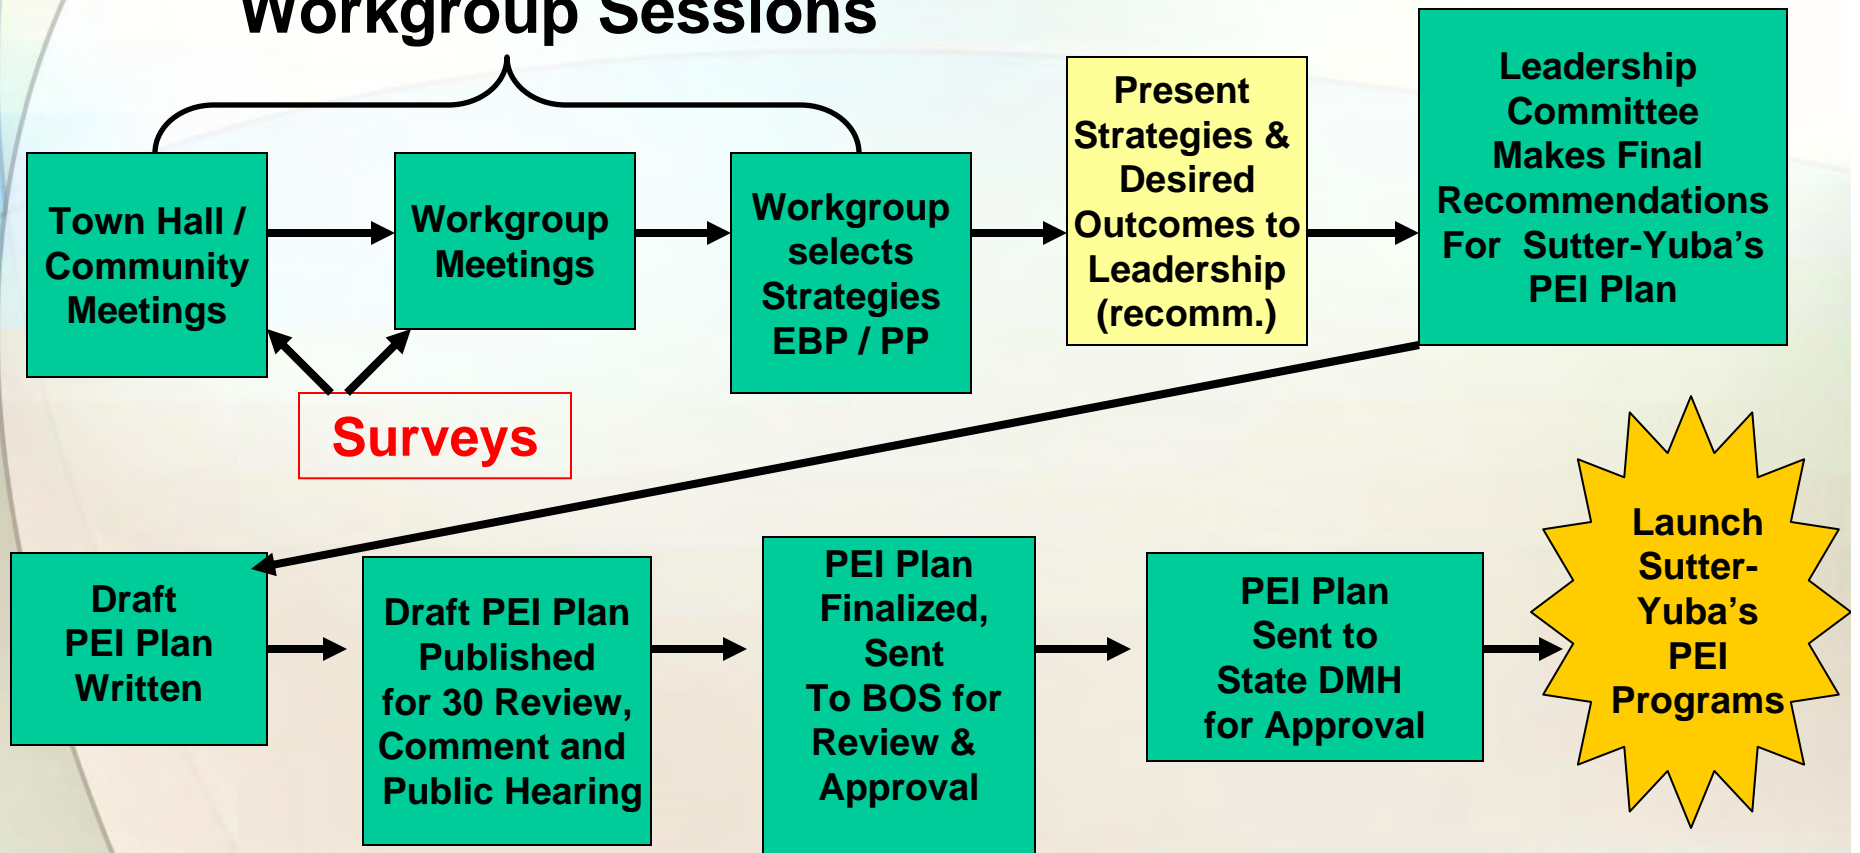 Workgroup Sessions
Town Hall /
Community
Meetings
Workgroup
Meetings
Workgroup
selects
Strategies
EBP / PP
Present
Strategies &
Desired
Outcomes to
Leadership
(recomm.)
Leadership
Committee
Makes Final
Recommendations
For Sutter-Yuba’s
PEI Plan
Surveys
Draft
PEI Plan
Written
Draft PEI Plan
Published
for 30 Review,
Comment and
Public Hearing
PEI Plan
Finalized,
Sent
To BOS for
Review &
Approval
PEI Plan
Sent to
State DMH
for Approval
Launch
Sutter-
Yuba’s
PEI
Programs